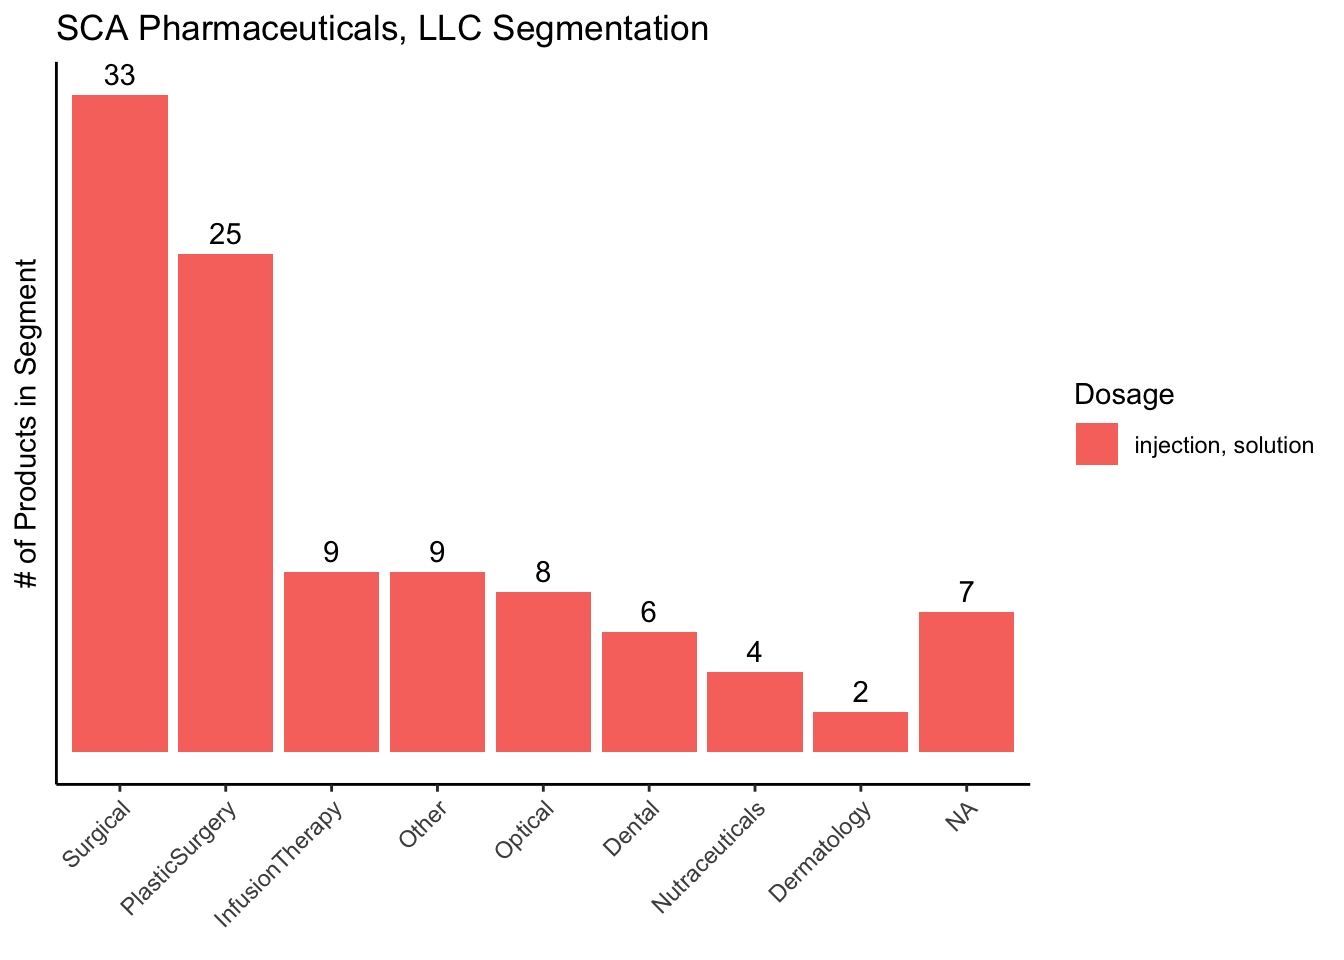 SCA Pharmaceuticals, LLC Segmentation
# of Products in Segment
33
25
9
9
8
6
4
2
7
Surgical
PlasticSurgery
InfusionTherapy
Other
Optical
Dental
Nutraceuticals
Dermatology
NA
Dosage
injection, solution